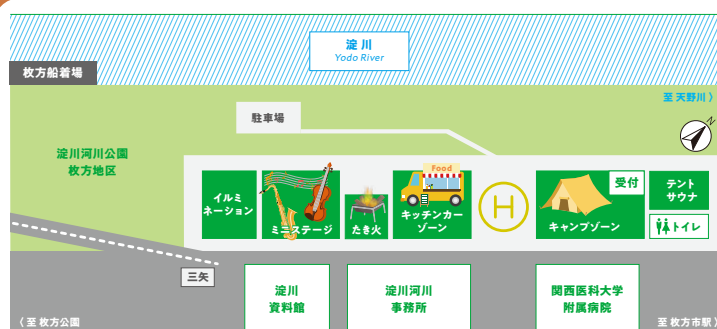 淀川
Yodo River
枚方船着場
至 天野川 〉
駐車場
N
淀川河川公園
枚方地区
イルミ
ネーション
ミニステージ
たき火
Food
キッチンカー
ゾーン
H
受付
キャンプゾーン
テント
サウナ
トイレ
三矢
淀川
資料館
淀川河川
事務所
関西医科大学
附属病院
〈 至 枚方公園
至 枚方市駅 〉